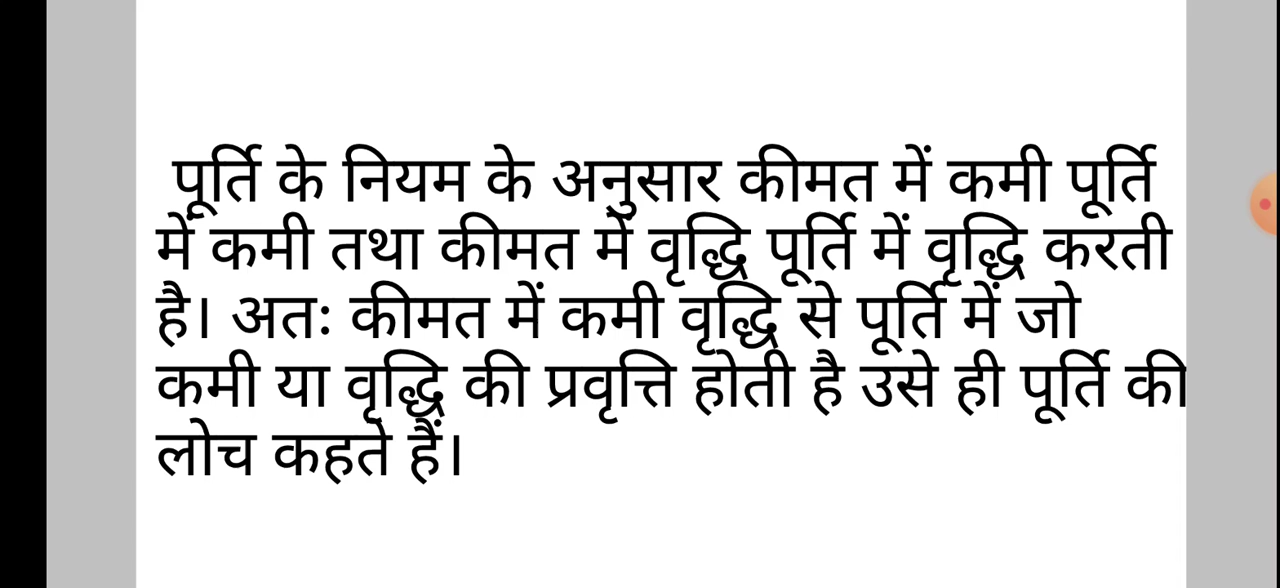 पूर्ति के नियम के अनुसार कीमत में कमी पूर्ति
में कमी तथा कीमत में वृद्धि पूर्ति में वृद्धि करती
है। अतः कीमत में कमी वृद्धि से पूर्ति में जो
कमी या वृद्धि की प्रवृत्ति होती है उसे ही पूर्ति की
लोच कहते हैं।